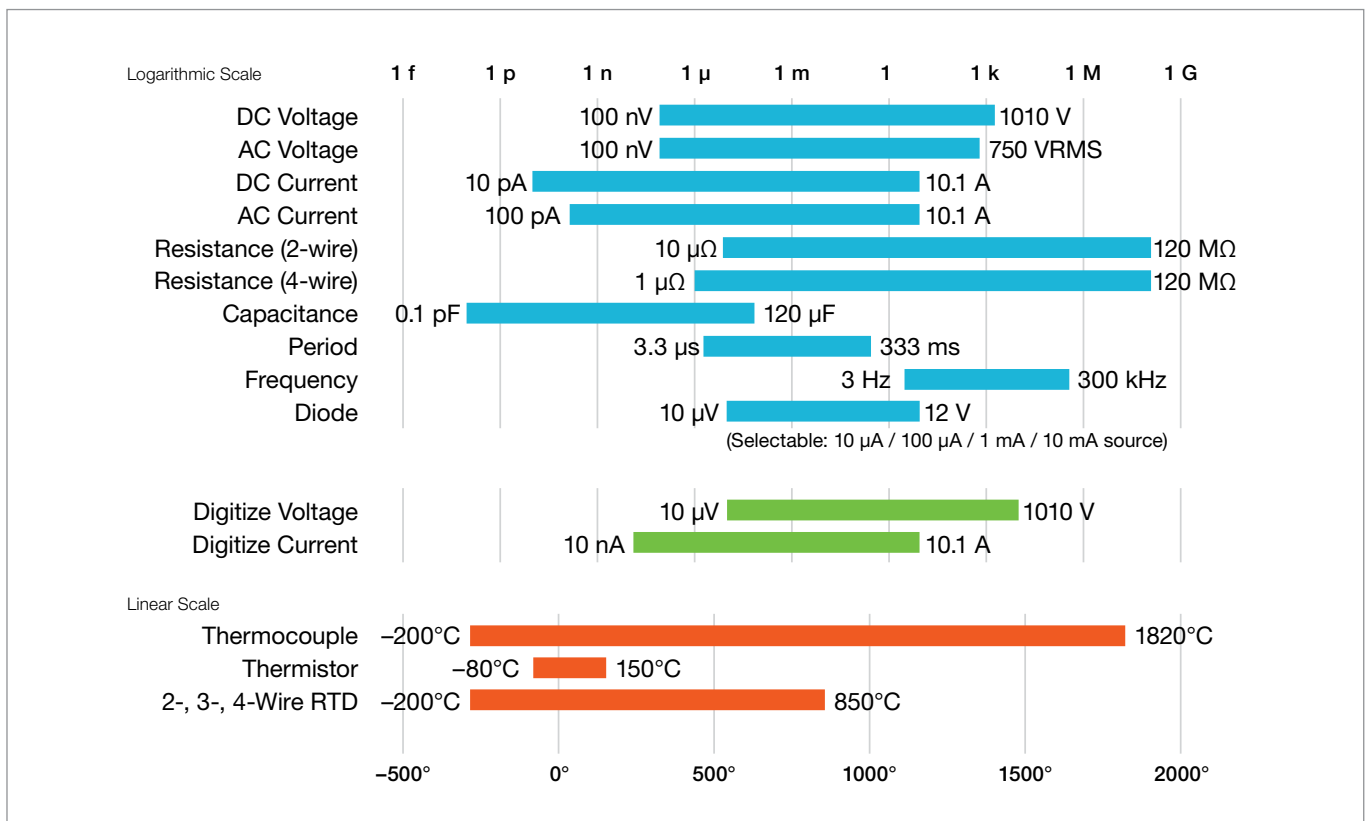 Logarithmic Scale 1 f 1 p 1 n 1 µ 1 m 1 1 k 1 M 1 G
DC Voltage 100 nV 1010 V
AC Voltage 100 nV 750 VRMS
DC Current 10 pA 10.1 A
AC Current 100 pA 10.1 A
Resistance (2-wire) 10 µΩ 120 MΩ
Resistance (4-wire) 1 µΩ 120 MΩ
Capacitance 0.1 pF 120 µF
Period 3.3 µs 333 ms
Frequency 3 Hz 300 kHz
Diode 10 µV 12 V
(Selectable: 10 µA / 100 µA / 1 mA / 10 mA source)
Digitize Voltage 10 µV 1010 V
Digitize Current 10 nA 10.1 A
Linear Scale
Thermocouple –200°C 1820°C
Thermistor –80°C 150°C
2-, 3-, 4-Wire RTD –200°C 850°C
–500° 0° 500° 1000° 1500° 2000°